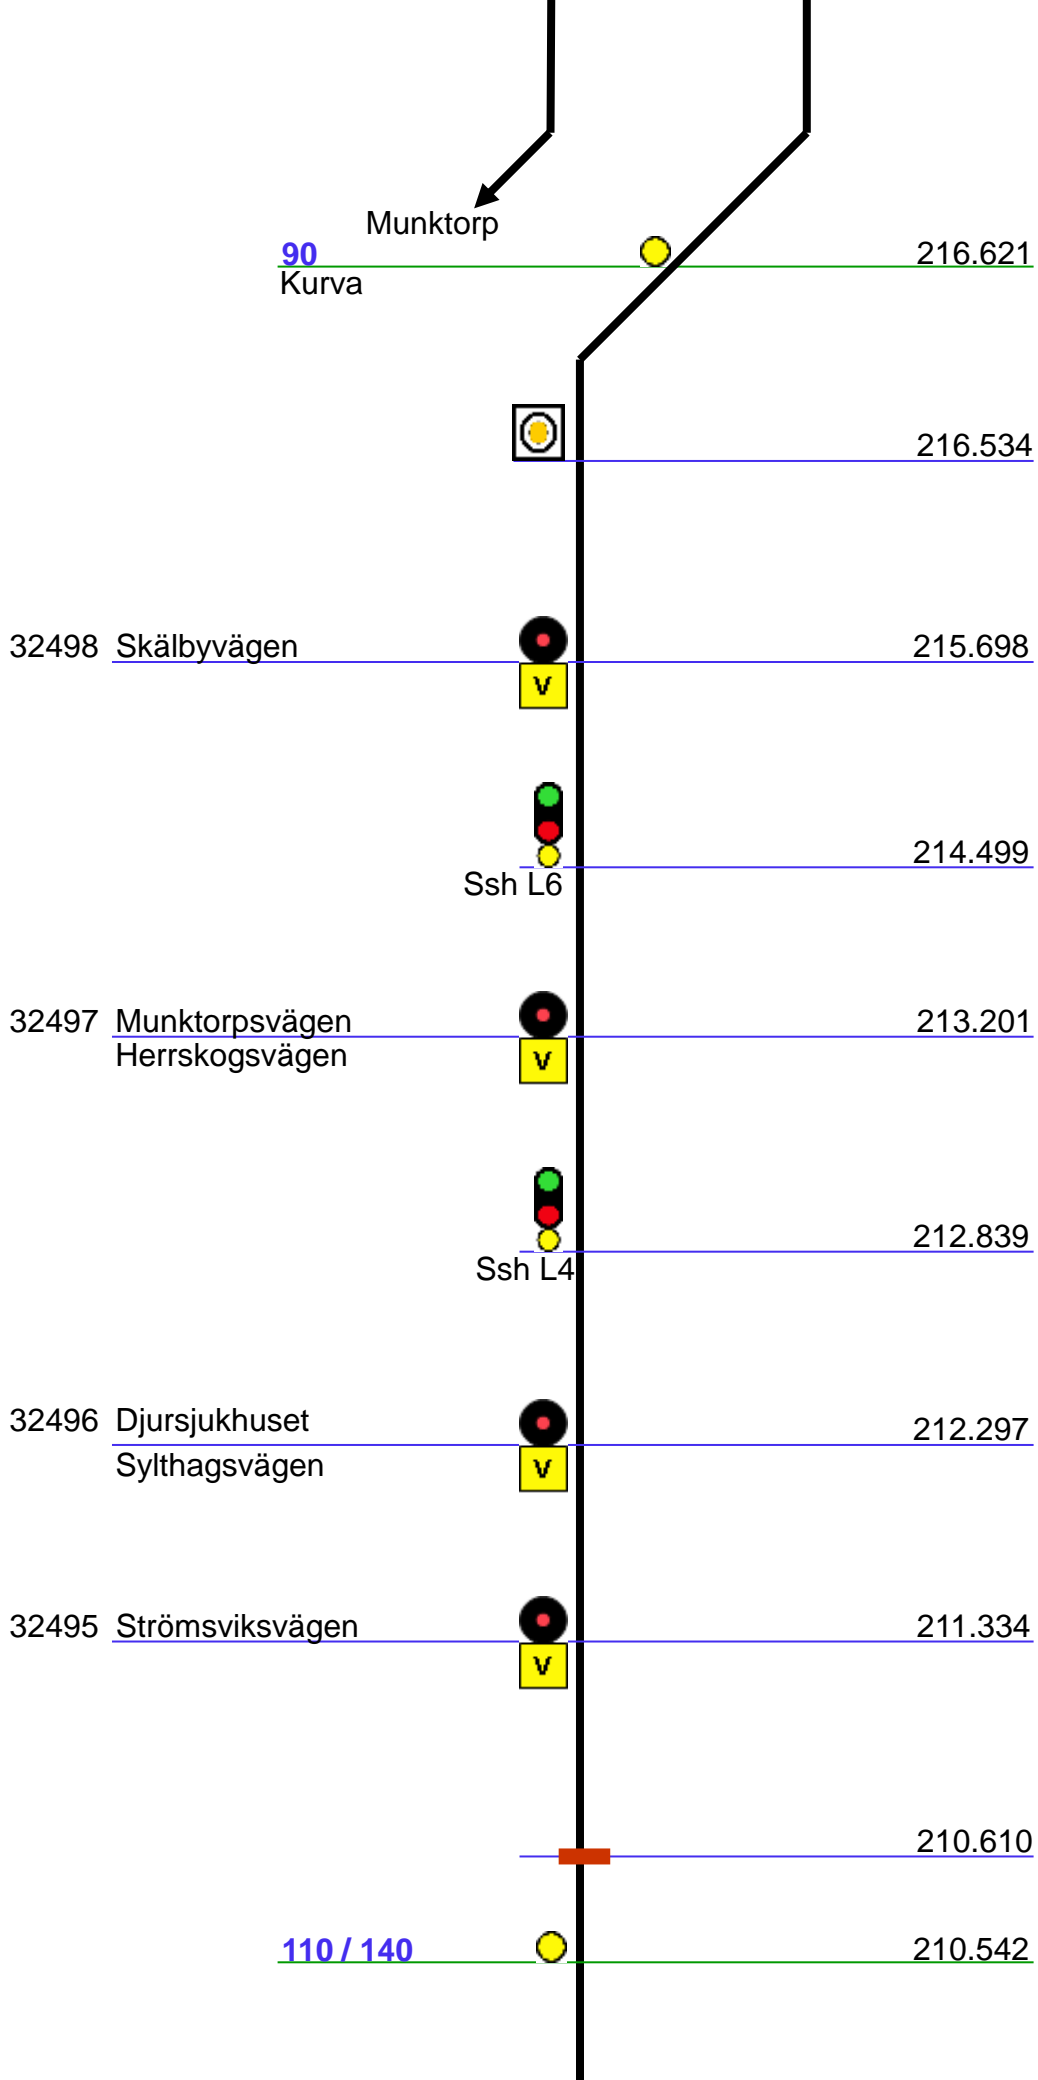 Munktorp
90 216.621
Kurva
216.534
32498 Skälbyvägen 215.698
V
214.499
Ssh L6
32497 Munktorpsvägen 213.201
Herrskogsvägen
V
212.839
Ssh L4
32496 Djursjukhuset 212.297
Sylthagsvägen
V
32495 Strömsviksvägen 211.334
V
210.610
110 / 140 210.542